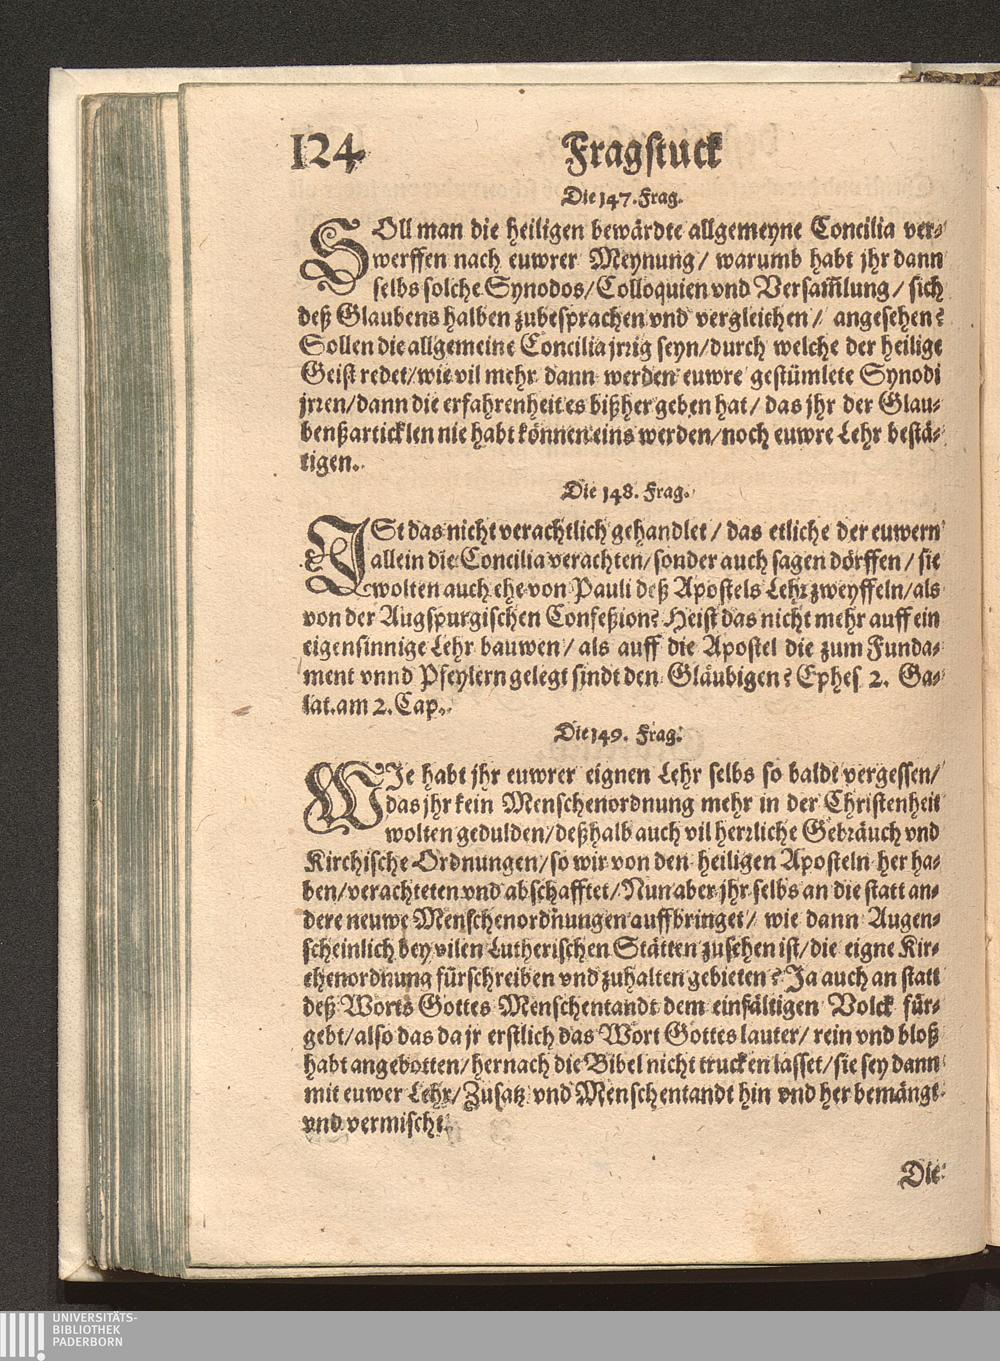 124 Fragstuck
Die 147. Frag.
SOll man die heiligen bewärdte allgemeyne Concilia ver-
werffen nach euwrer Meynung/ warumb habt jhr dann
selbs solche Synodos/ Colloquien vnd Versam̄lung/ sich
deß Glaubens halben zubesprachen vnd vergleichen/ angesehen?
Sollen die allgemeine Concilia jrrig seyn/ durch welche der heilige
Geist redet/ wie vil mehr dann werden euwre gestümlete Synodi
jrren/ dann die erfahrenheit es bißher geben hat/ das jhr der Glau-
benßarticklen nie habt können eins werden/ noch euwre Lehr bestä-
tigen.
Die 148. Frag.
ISt das nicht verachtlich gehandlet/ das etliche der euwern
allein die Concilia verachten/ sonder auch sagen dörffen/ sie
wolten auch ehe von Pauli deß Apostels Lehr zweyffeln/ als
von der Augspurgischen Confeßion? Heist das nicht mehr auff ein
eigensinnige Lehr bauwen/ als auff die Apostel die zum Funda-
ment vnnd Pfeylern gelegt sindt den Gläubigen? Ephes. 2. Ga-
lat. am 2. Cap.
Die 149. Frag.
WIe habt jhr euwrer eignen Lehr selbs so baldt vergessen/
das jhr kein Menschenordnung mehr in der Christenheit
wolten gedulden/ deßhalb auch vil herrliche Gebräuch vnd
Kirchische Ordnungen/ so wir von den heiligen Aposteln her ha-
ben/ verachteten vnd abschafftet/ Nun aber jhr selbs an die statt an-
dere neuwe Menschenordnungen auffbringet/ wie dann Augen-
scheinlich bey vilen Lutherischen Stätten zusehen ist/ die eigne Kir-
chenordnung fürschreiben vnd zuhalten gebieten? Ja auch an statt
deß Worts Gottes Menschentandt dem einfältigen Volck für-
gebt/ also das da jr erstlich das Wort Gottes lauter/ rein vnd bloß
habt angebotten/ hernach die Bibel nicht trucken lasset/ sie sey dann
mit euwer Lehr/ Zusatz vnd Menschentandt hin vnd her bemängt
vnd vermischt.
Die
UNIVERSITÄTS-
BIBLIOTHEK
PADERBORN